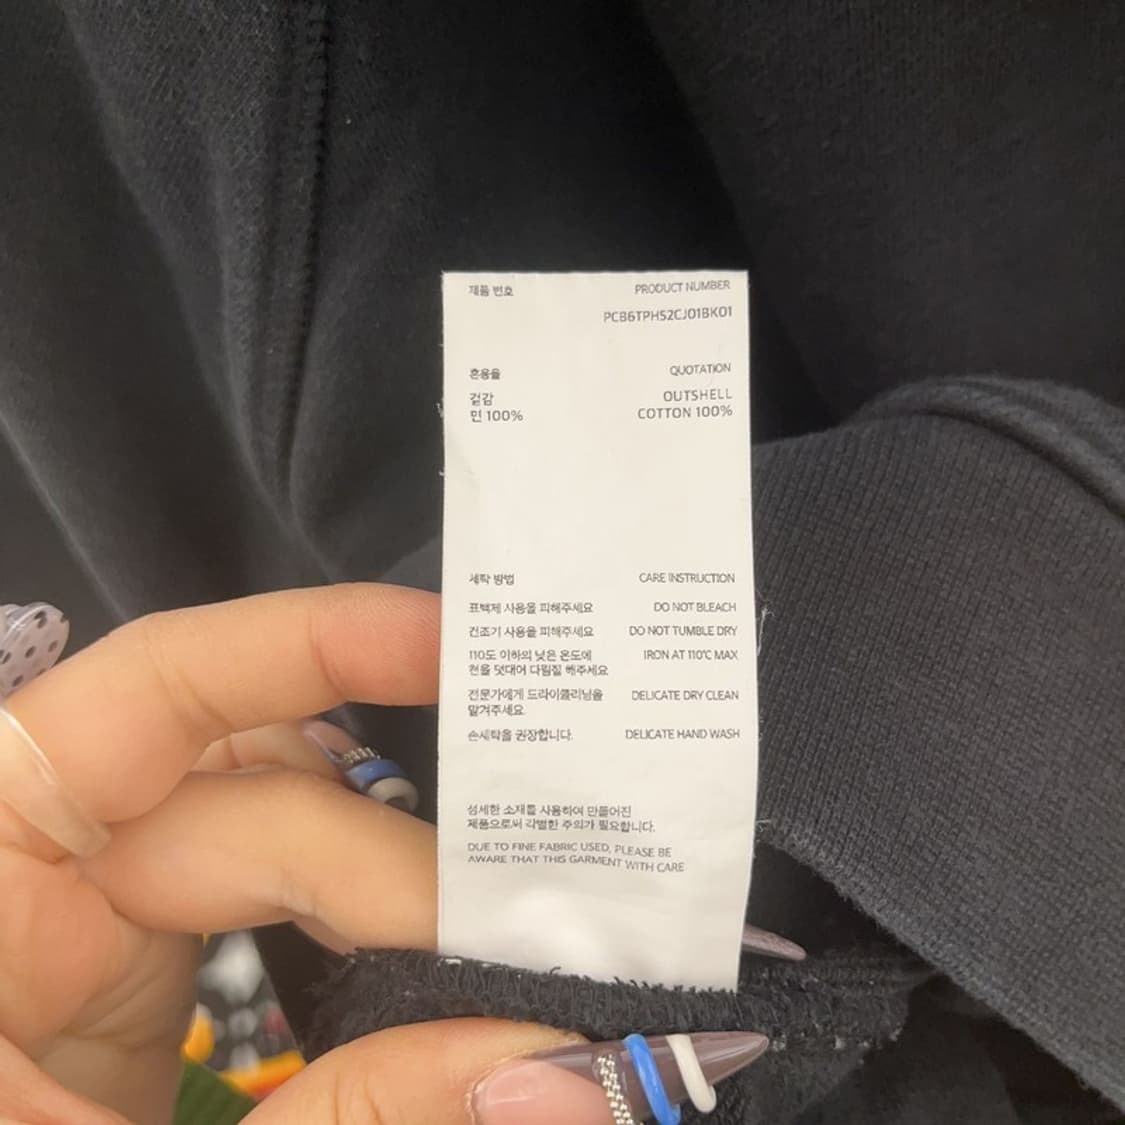 제품 번호 PRODUCT NUMBER
PCB6TPH52CJ01BK01
혼용율 QUOTATION
겉감 OUTSHELL
면 100% COTTON 100%
세탁 방법 CARE INSTRUCTION
표백제 사용을 피해주세요 DO NOT BLEACH
건조기 사용을 피해주세요 DO NOT TUMBLE DRY
110도 이하의 낮은 온도에 IRON AT 110℃ MAX
천을 덧대어 다림질 해주세요
전문가에게 드라이클리닝을 DELICATE DRY CLEAN
맡겨주세요
손세탁을 권장합니다. DELICATE HAND WASH
섬세한 소재를 사용하여 만들어진
제품으로써 각별한 주의가 필요합니다.
DUE TO FINE FABRIC USED, PLEASE BE
AWARE THAT THIS GARMENT WITH CARE